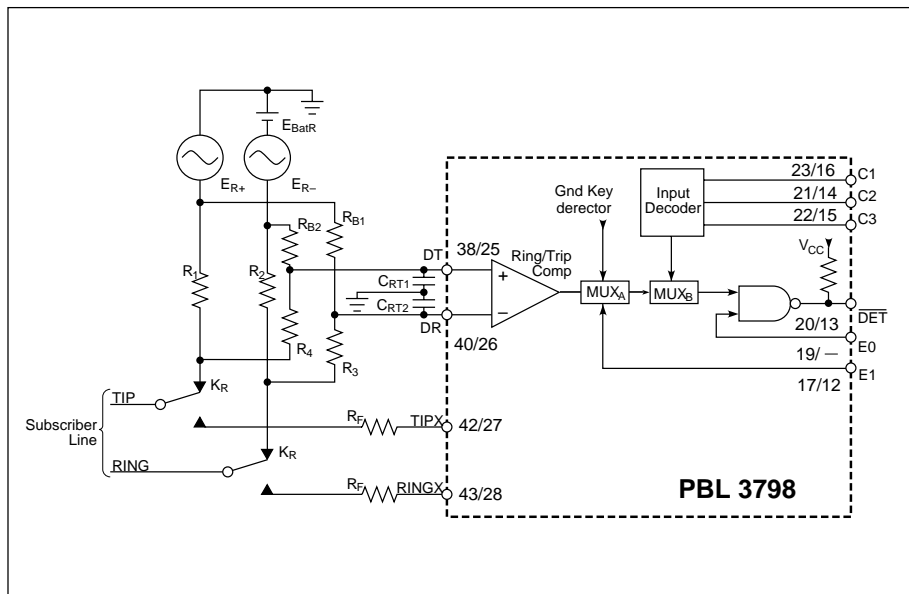 E_BatR
E_R+
E_R–
R_B1
R_B2
R_1
R_2
DT
38/25
C_RT1
C_RT2
DR
40/26
R_4
R_3
Ring/Trip
Comp
+
–
Gnd Key
derector
Input
Decoder
MUX_A
MUX_B
23/16
C1
21/14
C2
22/15
C3
V_CC
DET
20/13
E0
19/ —
17/12
E1
K_R
TIP
Subscriber
Line
RING
K_R
R_F
TIPX
42/27
R_F
RINGX
43/28
PBL 3798